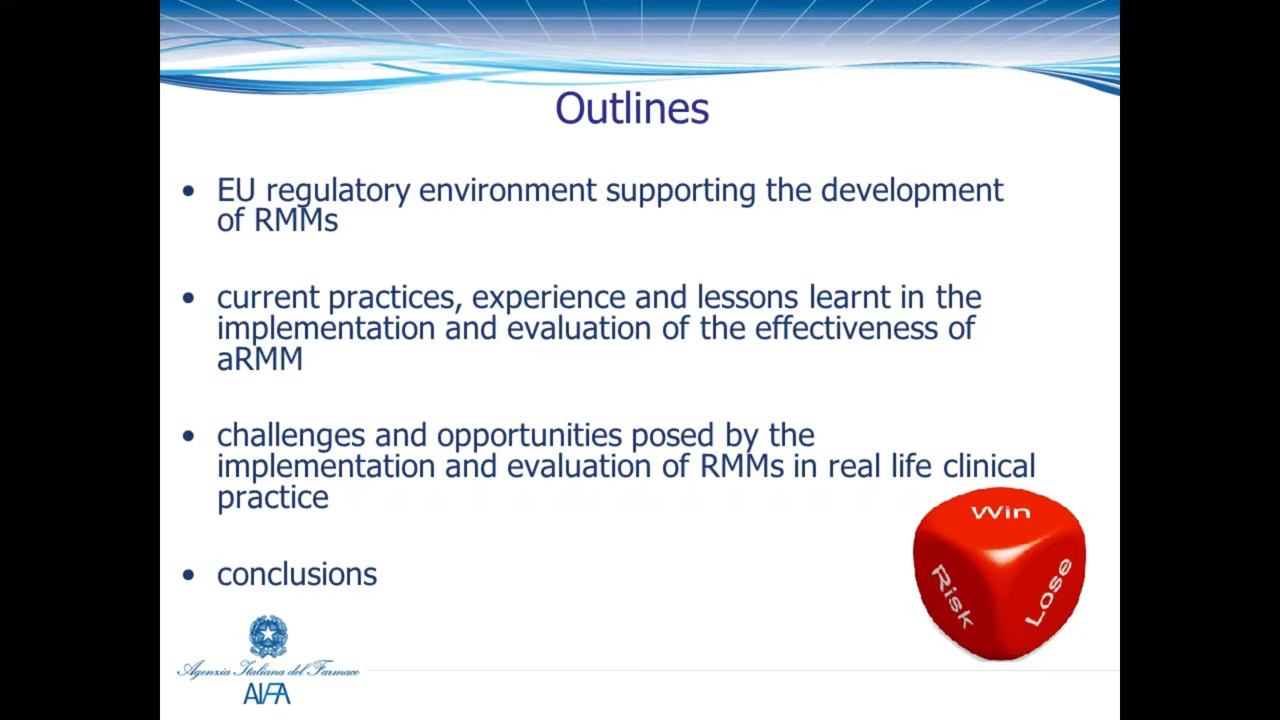 Outlines
• EU regulatory environment supporting the development
of RMMs
• current practices, experience and lessons learnt in the
implementation and evaluation of the effectiveness of
aRMM
• challenges and opportunities posed by the
implementation and evaluation of RMMs in real life clinical
practice
• conclusions
Win
Risk
Lose
Agenzia Italiana del Farmaco
AIFA